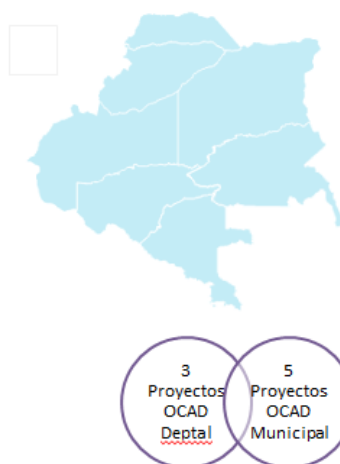 3
Proyectos
OCAD
Deptal
5
Proyectos
OCAD
Municipal